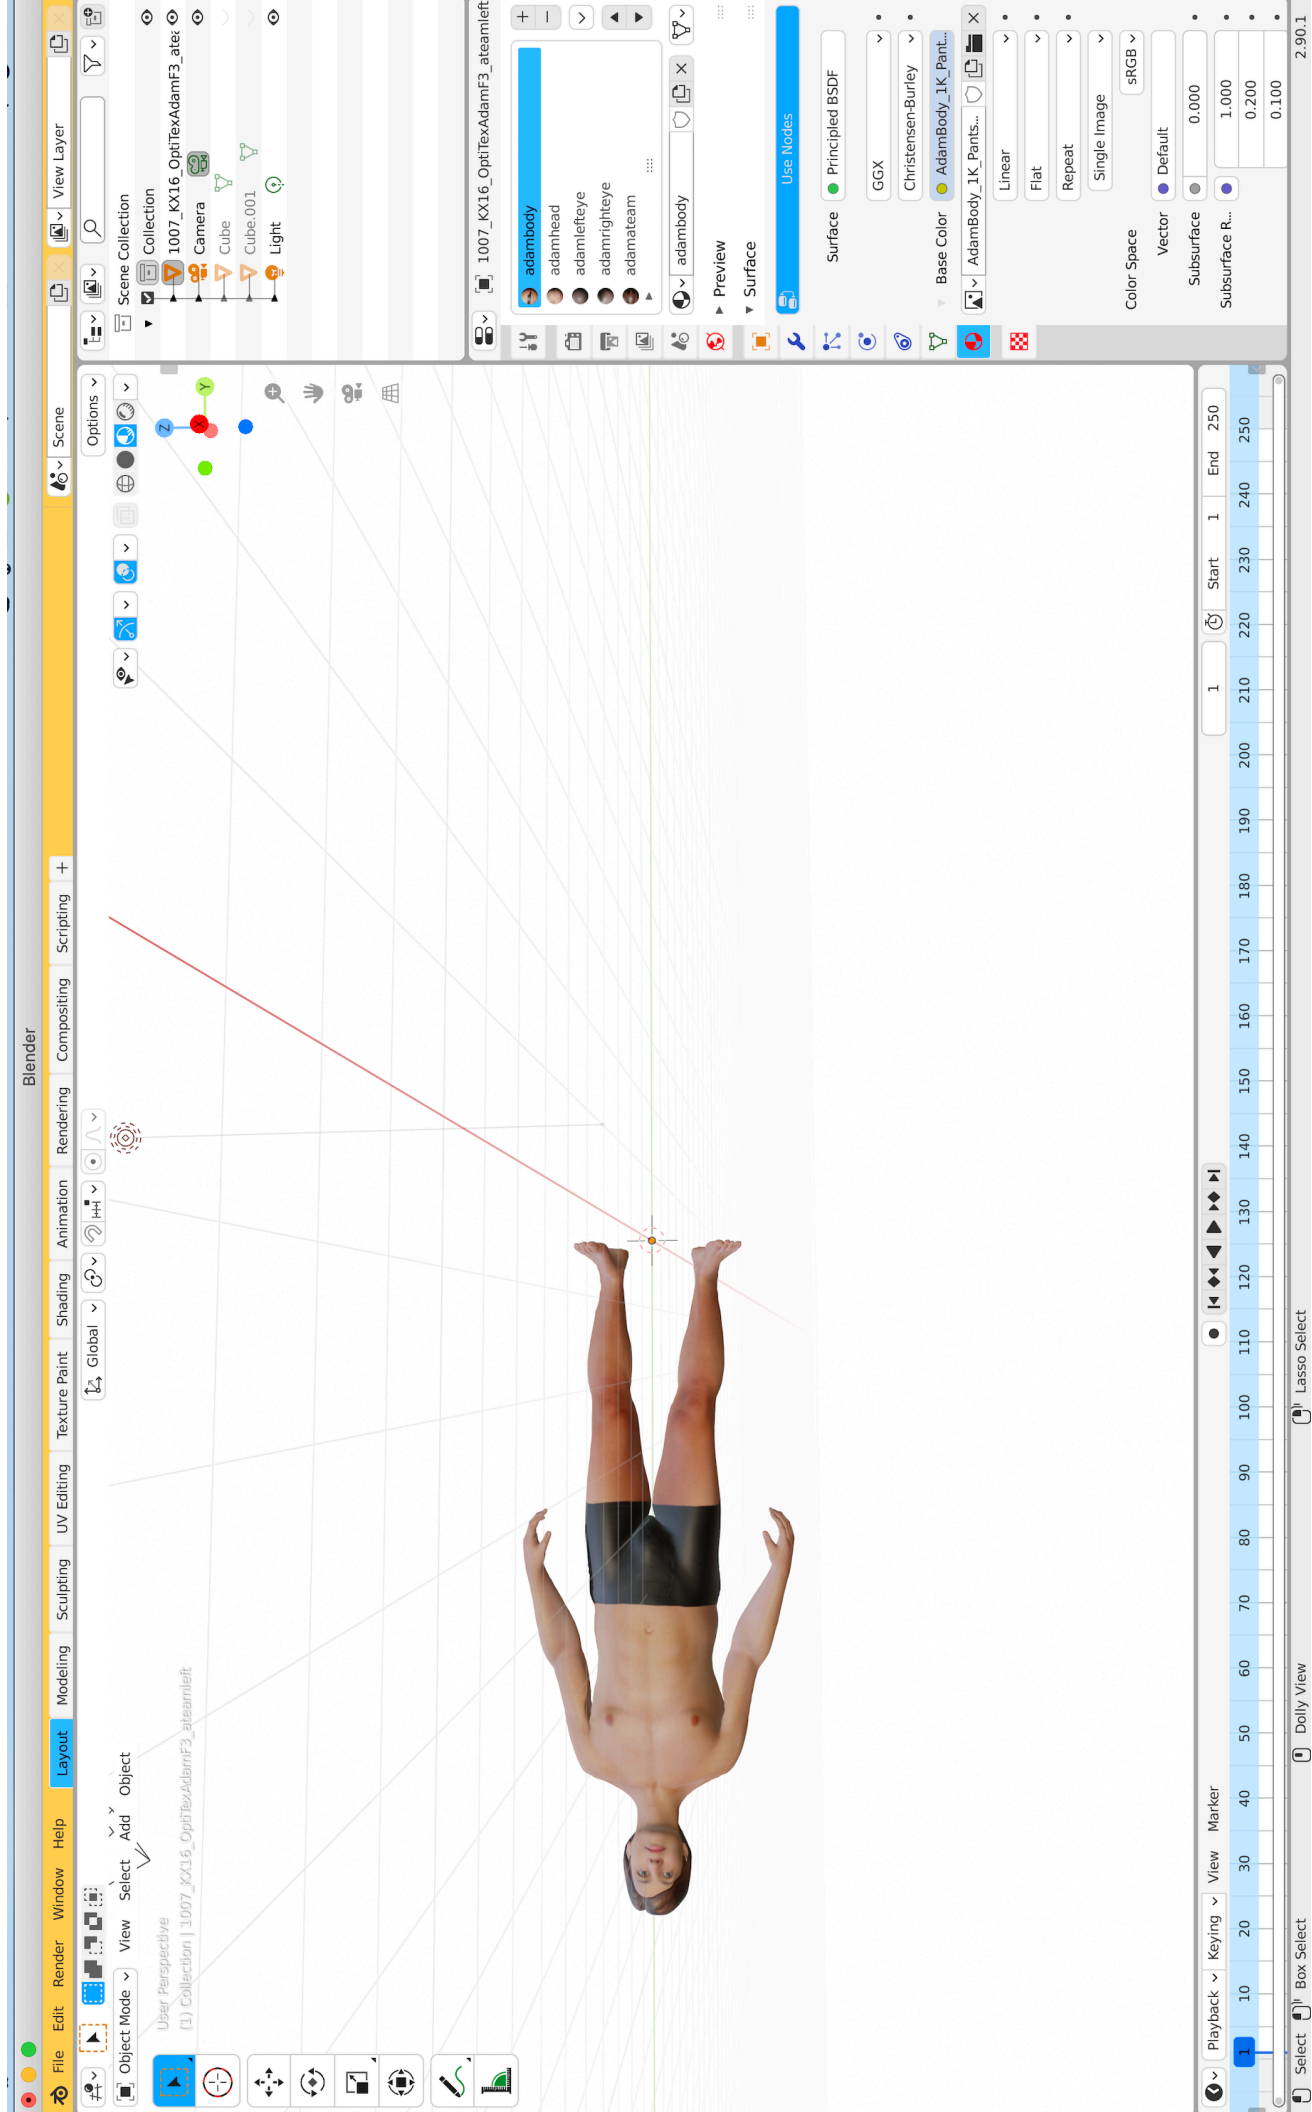 Blender
File Edit Render Window Help Layout Modeling Sculpting UV Editing Texture Paint Shading Animation Rendering Compositing Scripting + Scene View Layer
Global Options
Object Mode View Select Add Object
User Perspective
(1) Collection | 1007_KX16_OptiTexAdamF3_ateamleft
Z
Y
X
Scene Collection
Collection
1007_KX16_OptiTexAdamF3_atea
Camera
Cube
Cube.001
Light
1007_KX16_OptiTexAdamF3_ateamleft
adambody
adamhead
adamlefteye
adamrighteye
adamateam
adambody
Preview
Surface
Use Nodes
Surface Principled BSDF
GGX
Christensen-Burley
Base Color AdamBody_1K_Pant...
AdamBody_1K_Pants...
Linear
Flat
Repeat
Single Image
Color Space sRGB
Vector Default
Subsurface 0.000
Subsurface R... 1.000
0.200
0.100
Playback Keying View Marker 1 Start 1 End 250
1 10 20 30 40 50 60 70 80 90 100 110 120 130 140 150 160 170 180 190 200 210 220 230 240 250
Select Box Select Dolly View Lasso Select 2.90.1